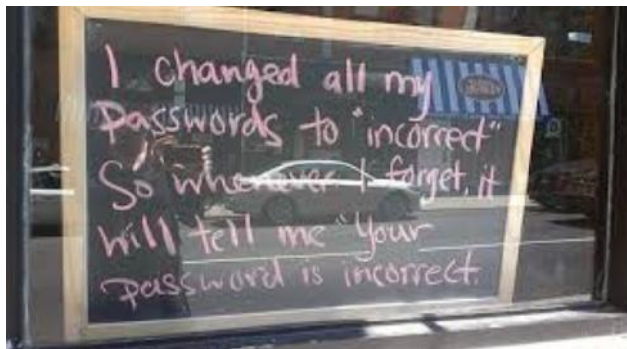 I changed all my
Passwords to "incorrect"
So whenever I forget, it
will tell me "Your
password is incorrect.